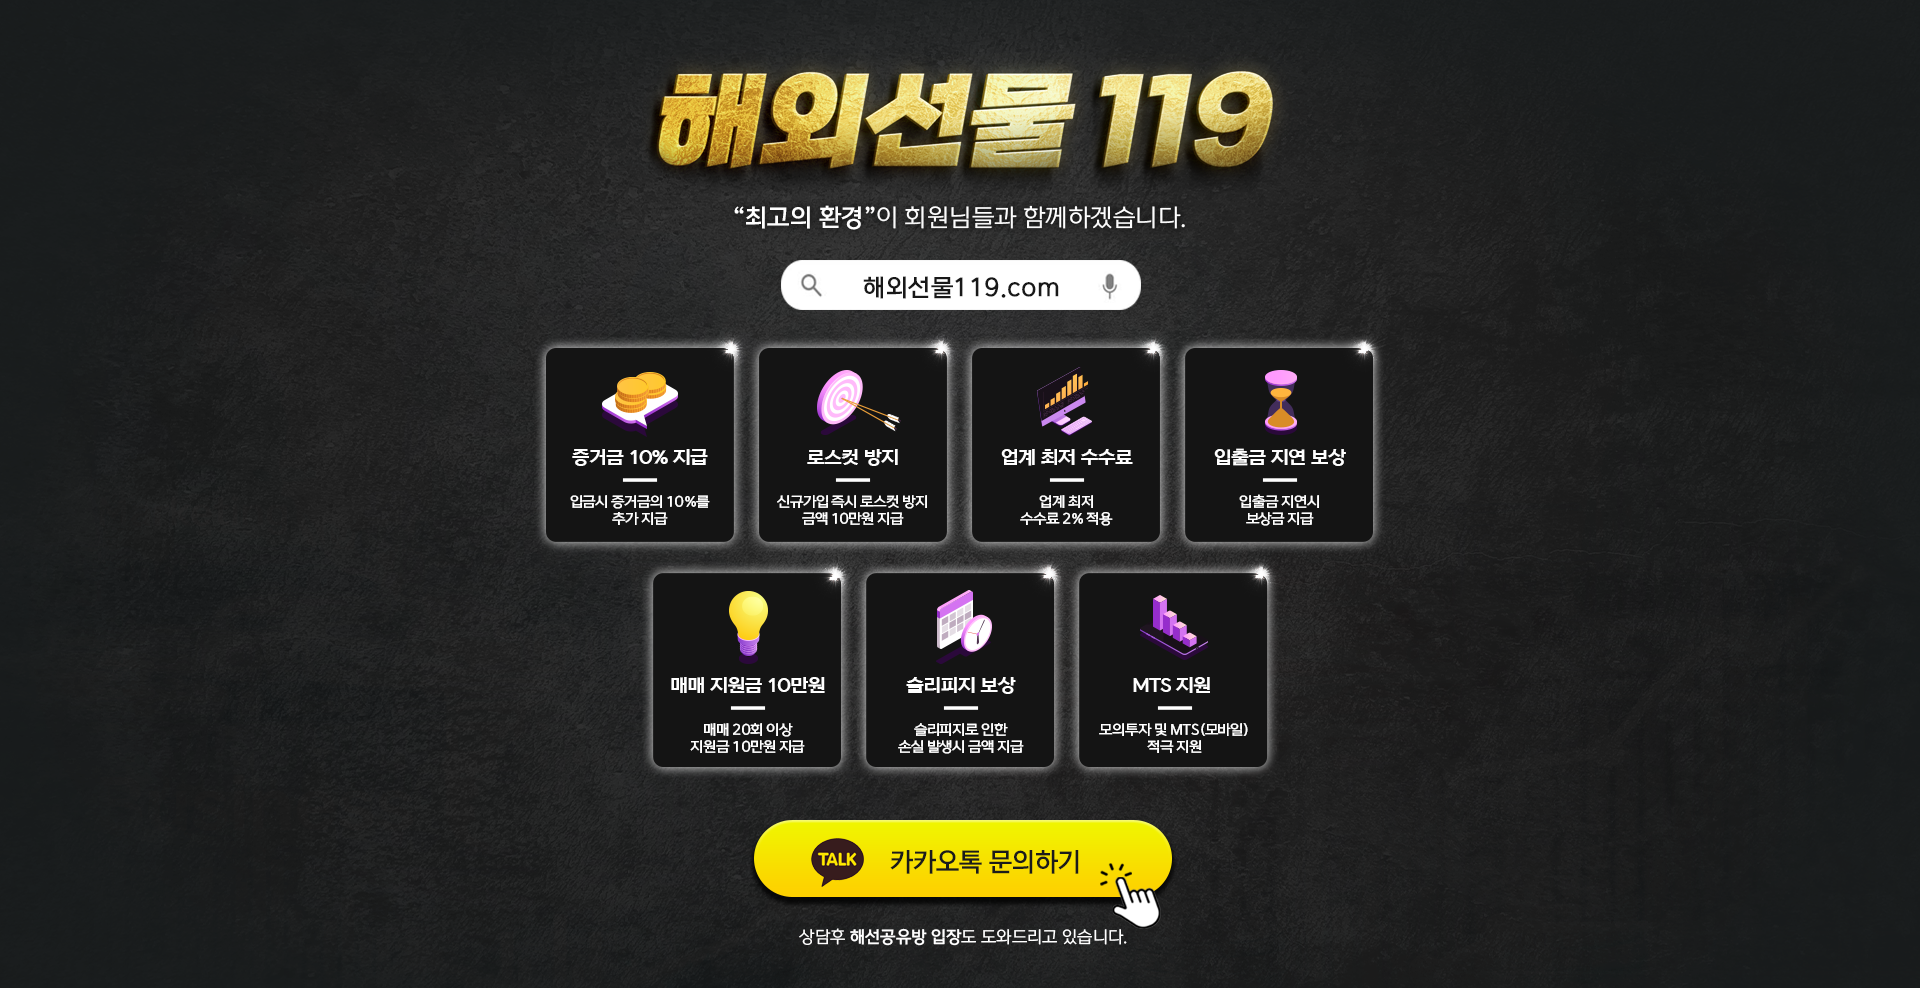 해외선물 119
“최고의 환경”이 회원님들과 함께하겠습니다.
해외선물119.com
증거금 10% 지급
입금시 증거금의 10%를
추가 지급
로스컷 방지
신규가입 즉시 로스컷 방지
금액 10만원 지급
업계 최저 수수료
업계 최저
수수료 2% 적용
입출금 지연 보상
입출금 지연시
보상금 지급
매매 지원금 10만원
매매 20회 이상
지원금 10만원 지급
슬리피지 보상
슬리피지로 인한
손실 발생시 금액 지급
MTS 지원
모의투자 및 MTS(모바일)
적극 지원
TALK 카카오톡 문의하기
상담후 해선공유방 입장도 도와드리고 있습니다.